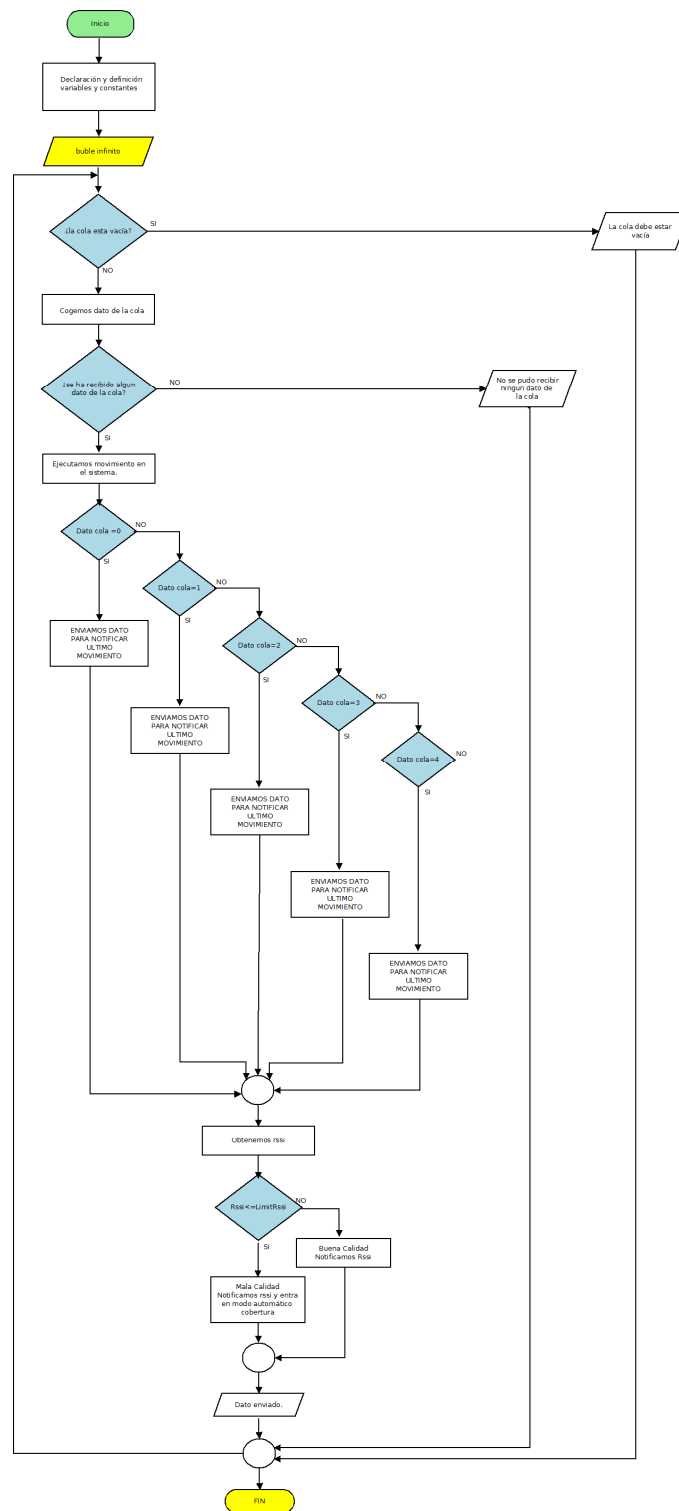 Inicio
Declaración y definición
variables y constantes
buble infinito
¿la cola esta vacía?
SI
La cola debe estar
vacía
NO
Cogemos dato de la cola
¿se ha recibido algun
dato de la cola?
NO
No se pudo recibir
ningun dato de
la cola
SI
Ejecutamos movimiento en
el sistema.
Dato cola =0
NO
SI
Dato cola=1
NO
SI
Dato cola=2
NO
SI
Dato cola=3
NO
SI
Dato cola=4
NO
SI
ENVIAMOS DATO
PARA NOTIFICAR
ULTIMO
MOVIMIENTO
ENVIAMOS DATO
PARA NOTIFICAR
ULTIMO
MOVIMIENTO
ENVIAMOS DATO
PARA NOTIFICAR
ULTIMO
MOVIMIENTO
ENVIAMOS DATO
PARA NOTIFICAR
ULTIMO
MOVIMIENTO
ENVIAMOS DATO
PARA NOTIFICAR
ULTIMO
MOVIMIENTO
Obtenemos rssi
Rssi<=LimitRssi
NO
SI
Buena Calidad
Notificamos Rssi
Mala Calidad
Notificamos rssi y entra
en modo automático
cobertura
Dato enviado.
FIN